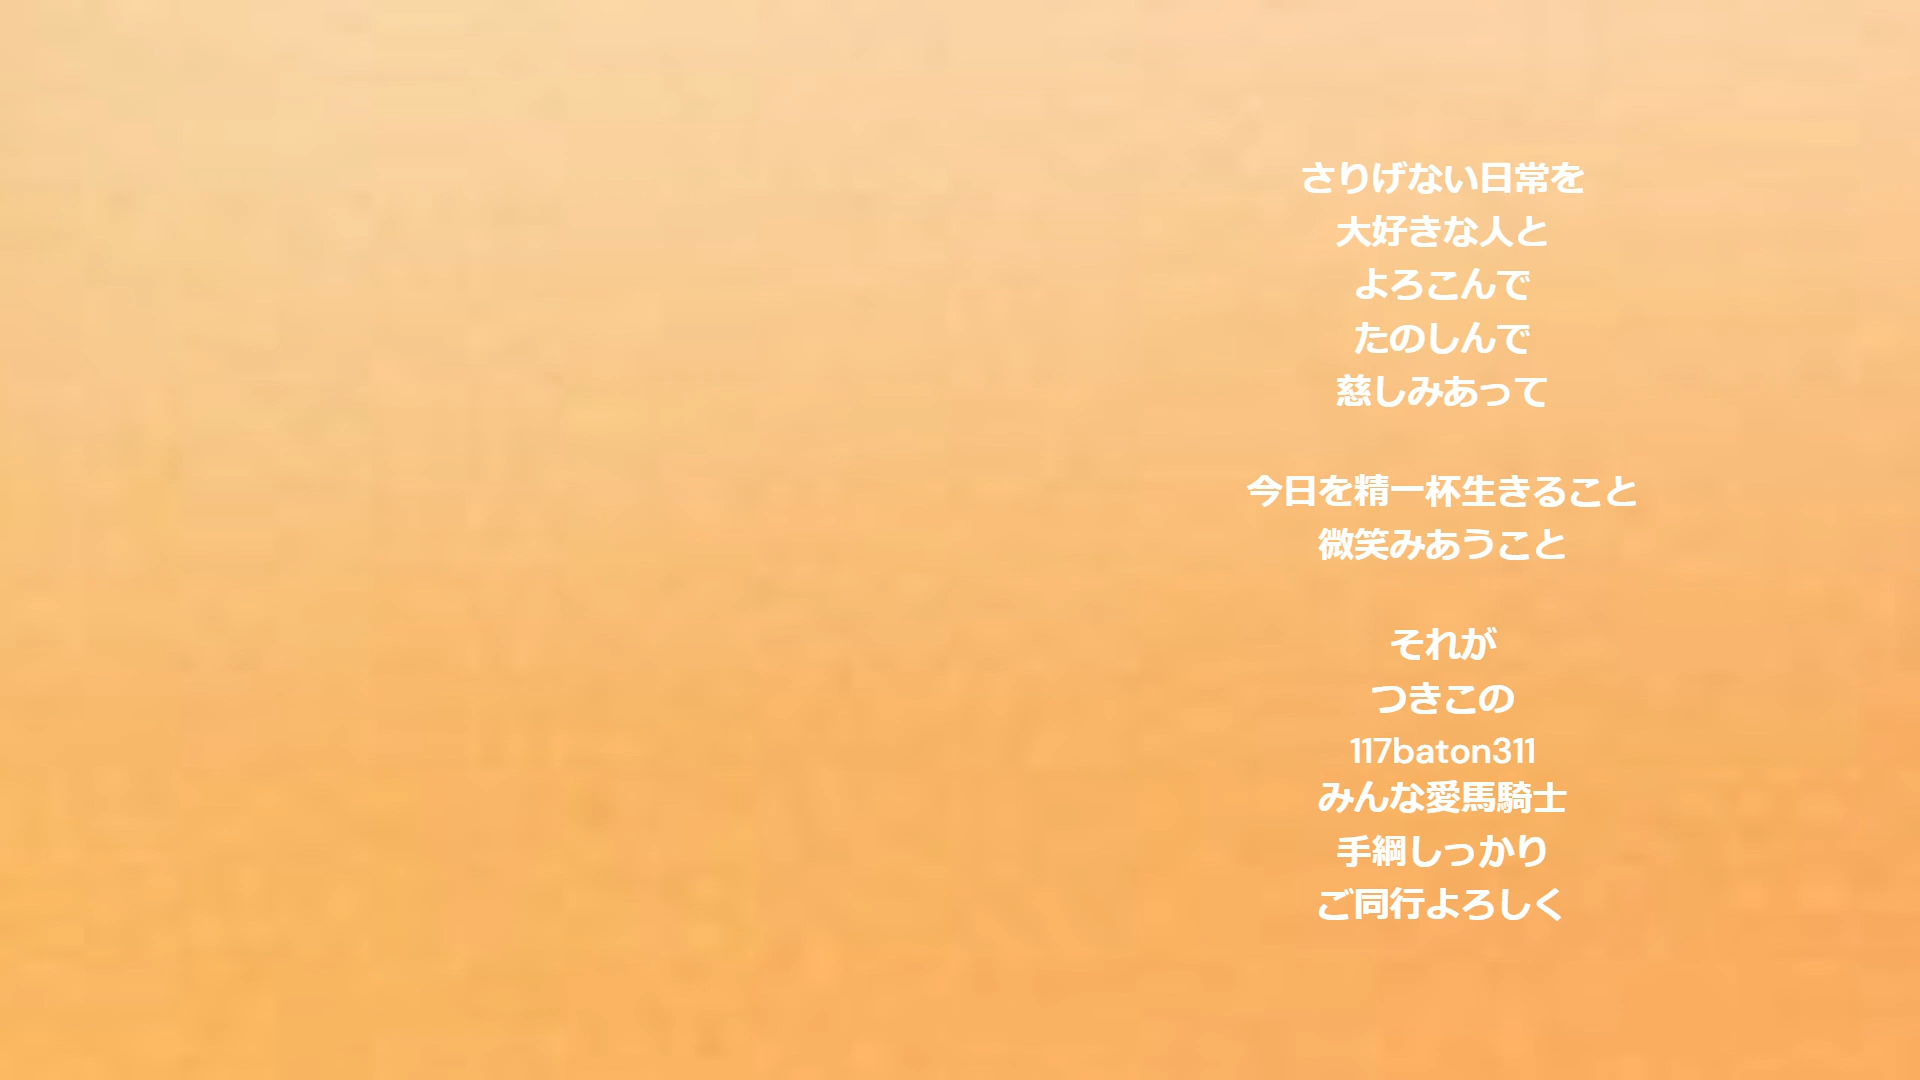 さりげない日常を
大好きな人と
よろこんで
たのしんで
慈しみあって
今日を精一杯生きること
微笑みあうこと
それが
つきこの
117baton311
みんな愛馬騎士
手綱しっかり
ご同行よろしく